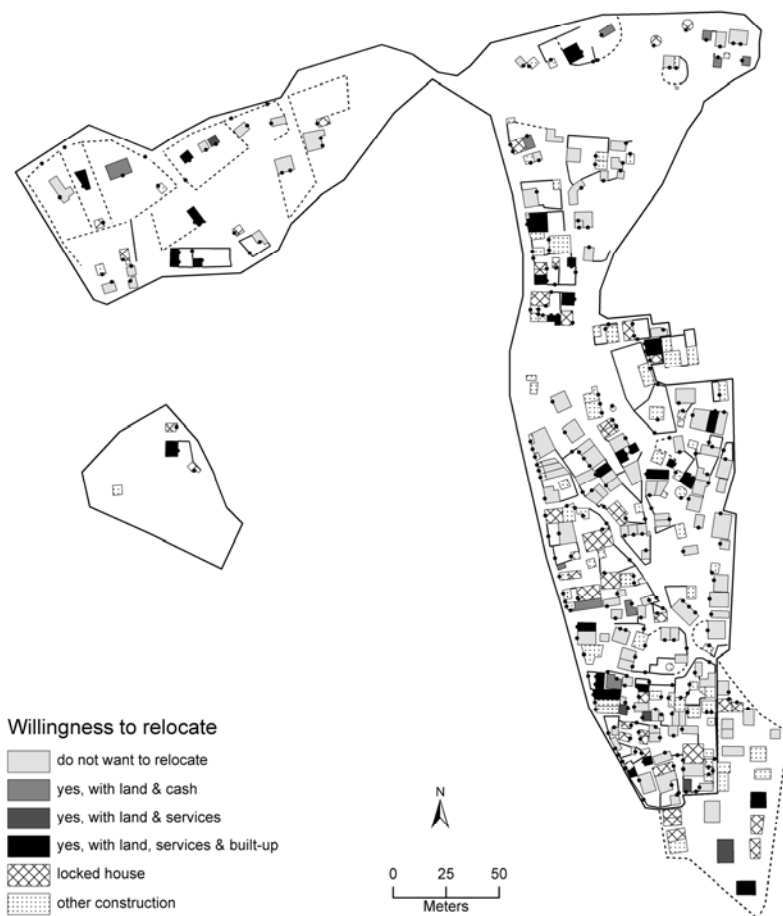 Willingness to relocate
do not want to relocate
yes, with land & cash
yes, with land & services
yes, with land, services & built-up
locked house
other construction
N
0 25 50
Meters